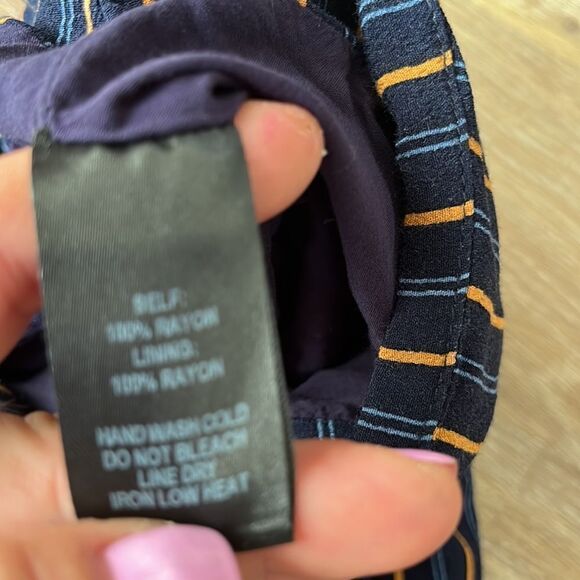 SELF:
100% RAYON
LINING:
100% RAYON
HAND WASH COLD
DO NOT BLEACH
LINE DRY
IRON LOW HEAT